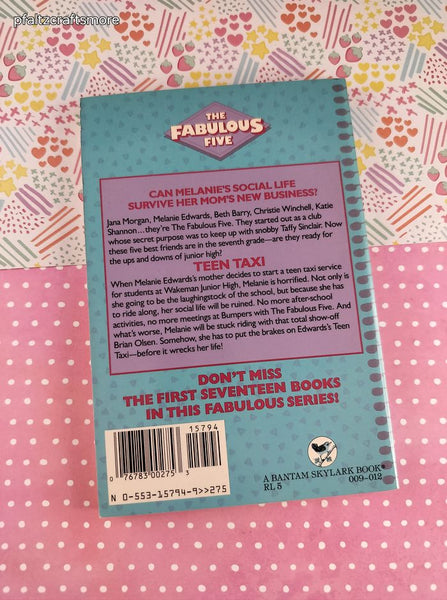 pfaltzcraftsmore
THE
FABULOUS
FIVE
CAN MELANIE'S SOCIAL LIFE
SURVIVE HER MOM'S NEW BUSINESS?
Jana Morgan, Melanie Edwards, Beth Barry, Christie Winchell, Katie
Shannon...they're The Fabulous Five. They started out as a club
whose secret purpose was to keep up with snobby Taffy Sinclair. Now
these five best friends are in the seventh grade—are they ready for
the ups and downs of junior high?
TEEN TAXI
When Melanie Edwards's mother decides to start a teen taxi service
for students at Wakeman Junior High, Melanie is horrified. Not only is
she going to be the laughingstock of the school, but because she has
to ride along, her social life will be ruined. No more after-school
activities, no more meetings at Bumpers with The Fabulous Five. And
what's worse, Melanie will be stuck riding with that total show-off
Brian Olsen. Somehow, she has to put the brakes on Edwards's Teen
Taxi—before it wrecks her life!
DON'T MISS
THE FIRST SEVENTEEN BOOKS
IN THIS FABULOUS SERIES!
15794
0 76783 00275 3
N 0-553-15794-9>>275
A BANTAM SKYLARK BOOK®
RL 5 009-012